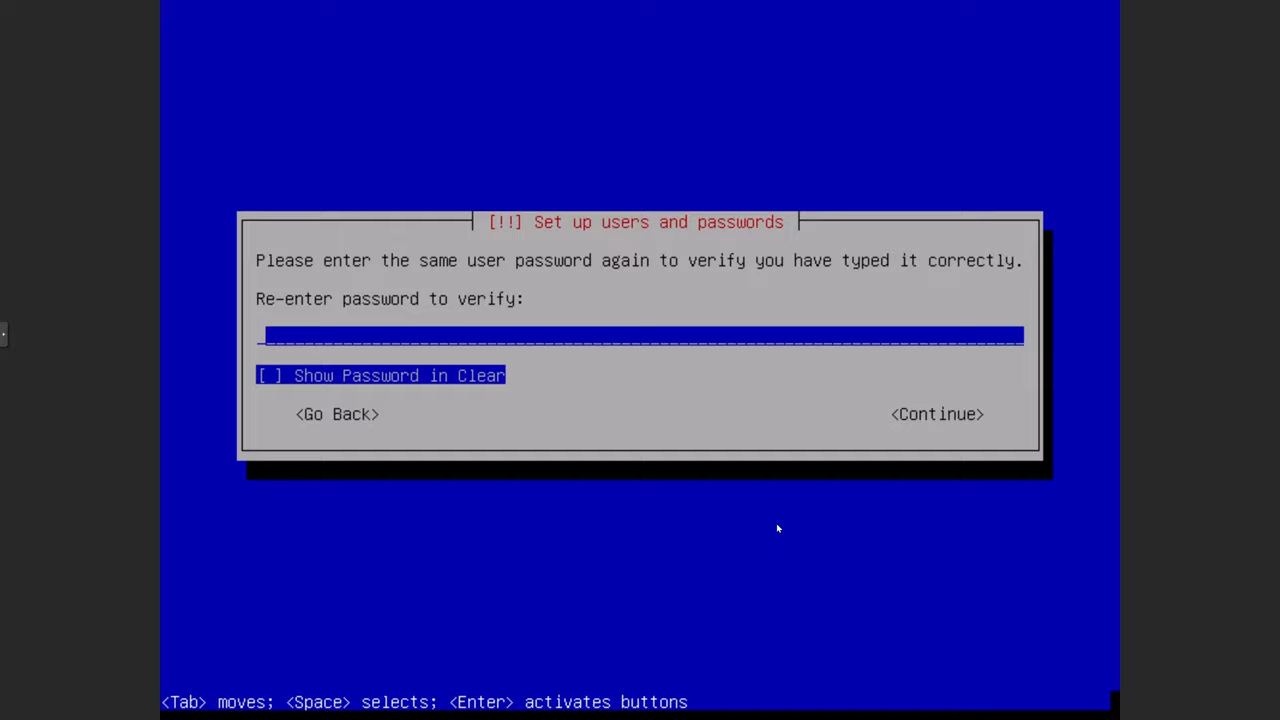 [!!] Set up users and passwords
Please enter the same user password again to verify you have typed it correctly.
Re-enter password to verify:
[ ] Show Password in Clear
<Go Back> <Continue>
<Tab> moves; <Space> selects; <Enter> activates buttons